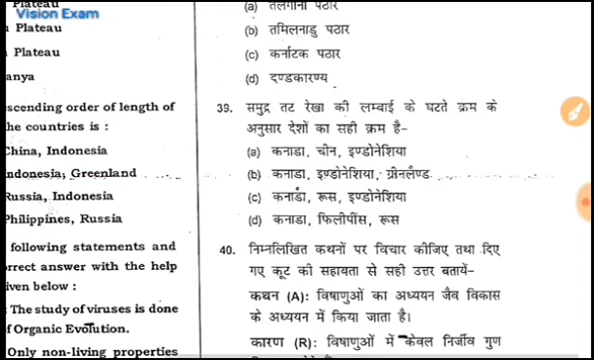 Plateau
Vision Exam
Plateau
Plateau
anya
scending order of length of
he countries is :
China, Indonesia
ndonesia, Greenland
Russia, Indonesia
Philippines, Russia
following statements and
rrect answer with the help
iven below :
The study of viruses is done
f Organic Evolution.
Only non-living properties
(a) तेलंगाना पठार
(b) तमिलनाडु पठार
(c) कर्नाटक पठार
(d) दण्डकारण्य
39. समुद्र तट रेखा की लम्बाई के घटते क्रम के
अनुसार देशों का सही क्रम है-
(a) कनाडा, चीन, इण्डोनेशिया
(b) कनाडा, इण्डोनेशिया, ग्रीनलैण्ड
(c) कनाडा, रूस, इण्डोनेशिया
(d) कनाडा, फिलीपींस, रूस
40. निम्नलिखित कथनों पर विचार कीजिए तथा दिए
गए कूट की सहायता से सही उत्तर बतायें-
कथन (A): विषाणुओं का अध्ययन जैव विकास
के अध्ययन में किया जाता है।
कारण (R): विषाणुओं में केवल निर्जीव गुण